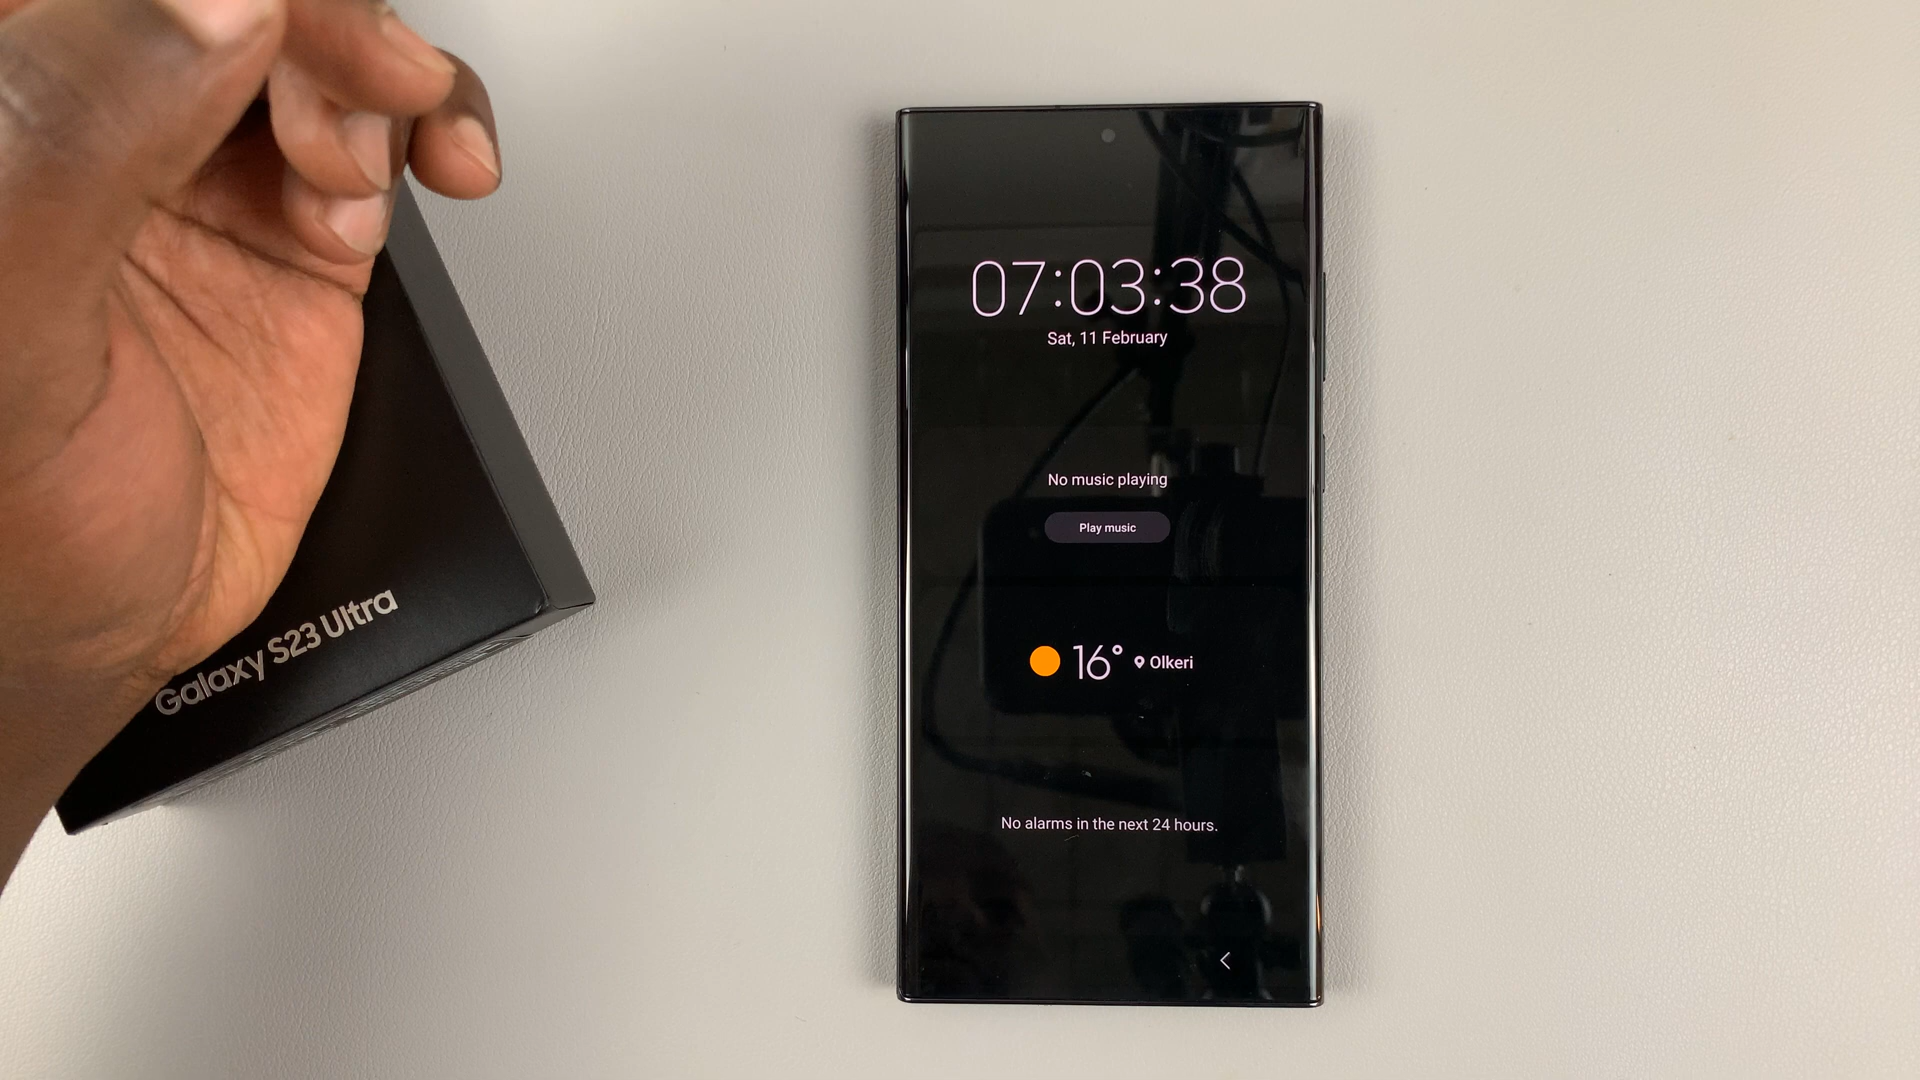 Galaxy S23 Ultra
07:03:38
Sat, 11 February
No music playing
Play music
16° Olkeri
No alarms in the next 24 hours.